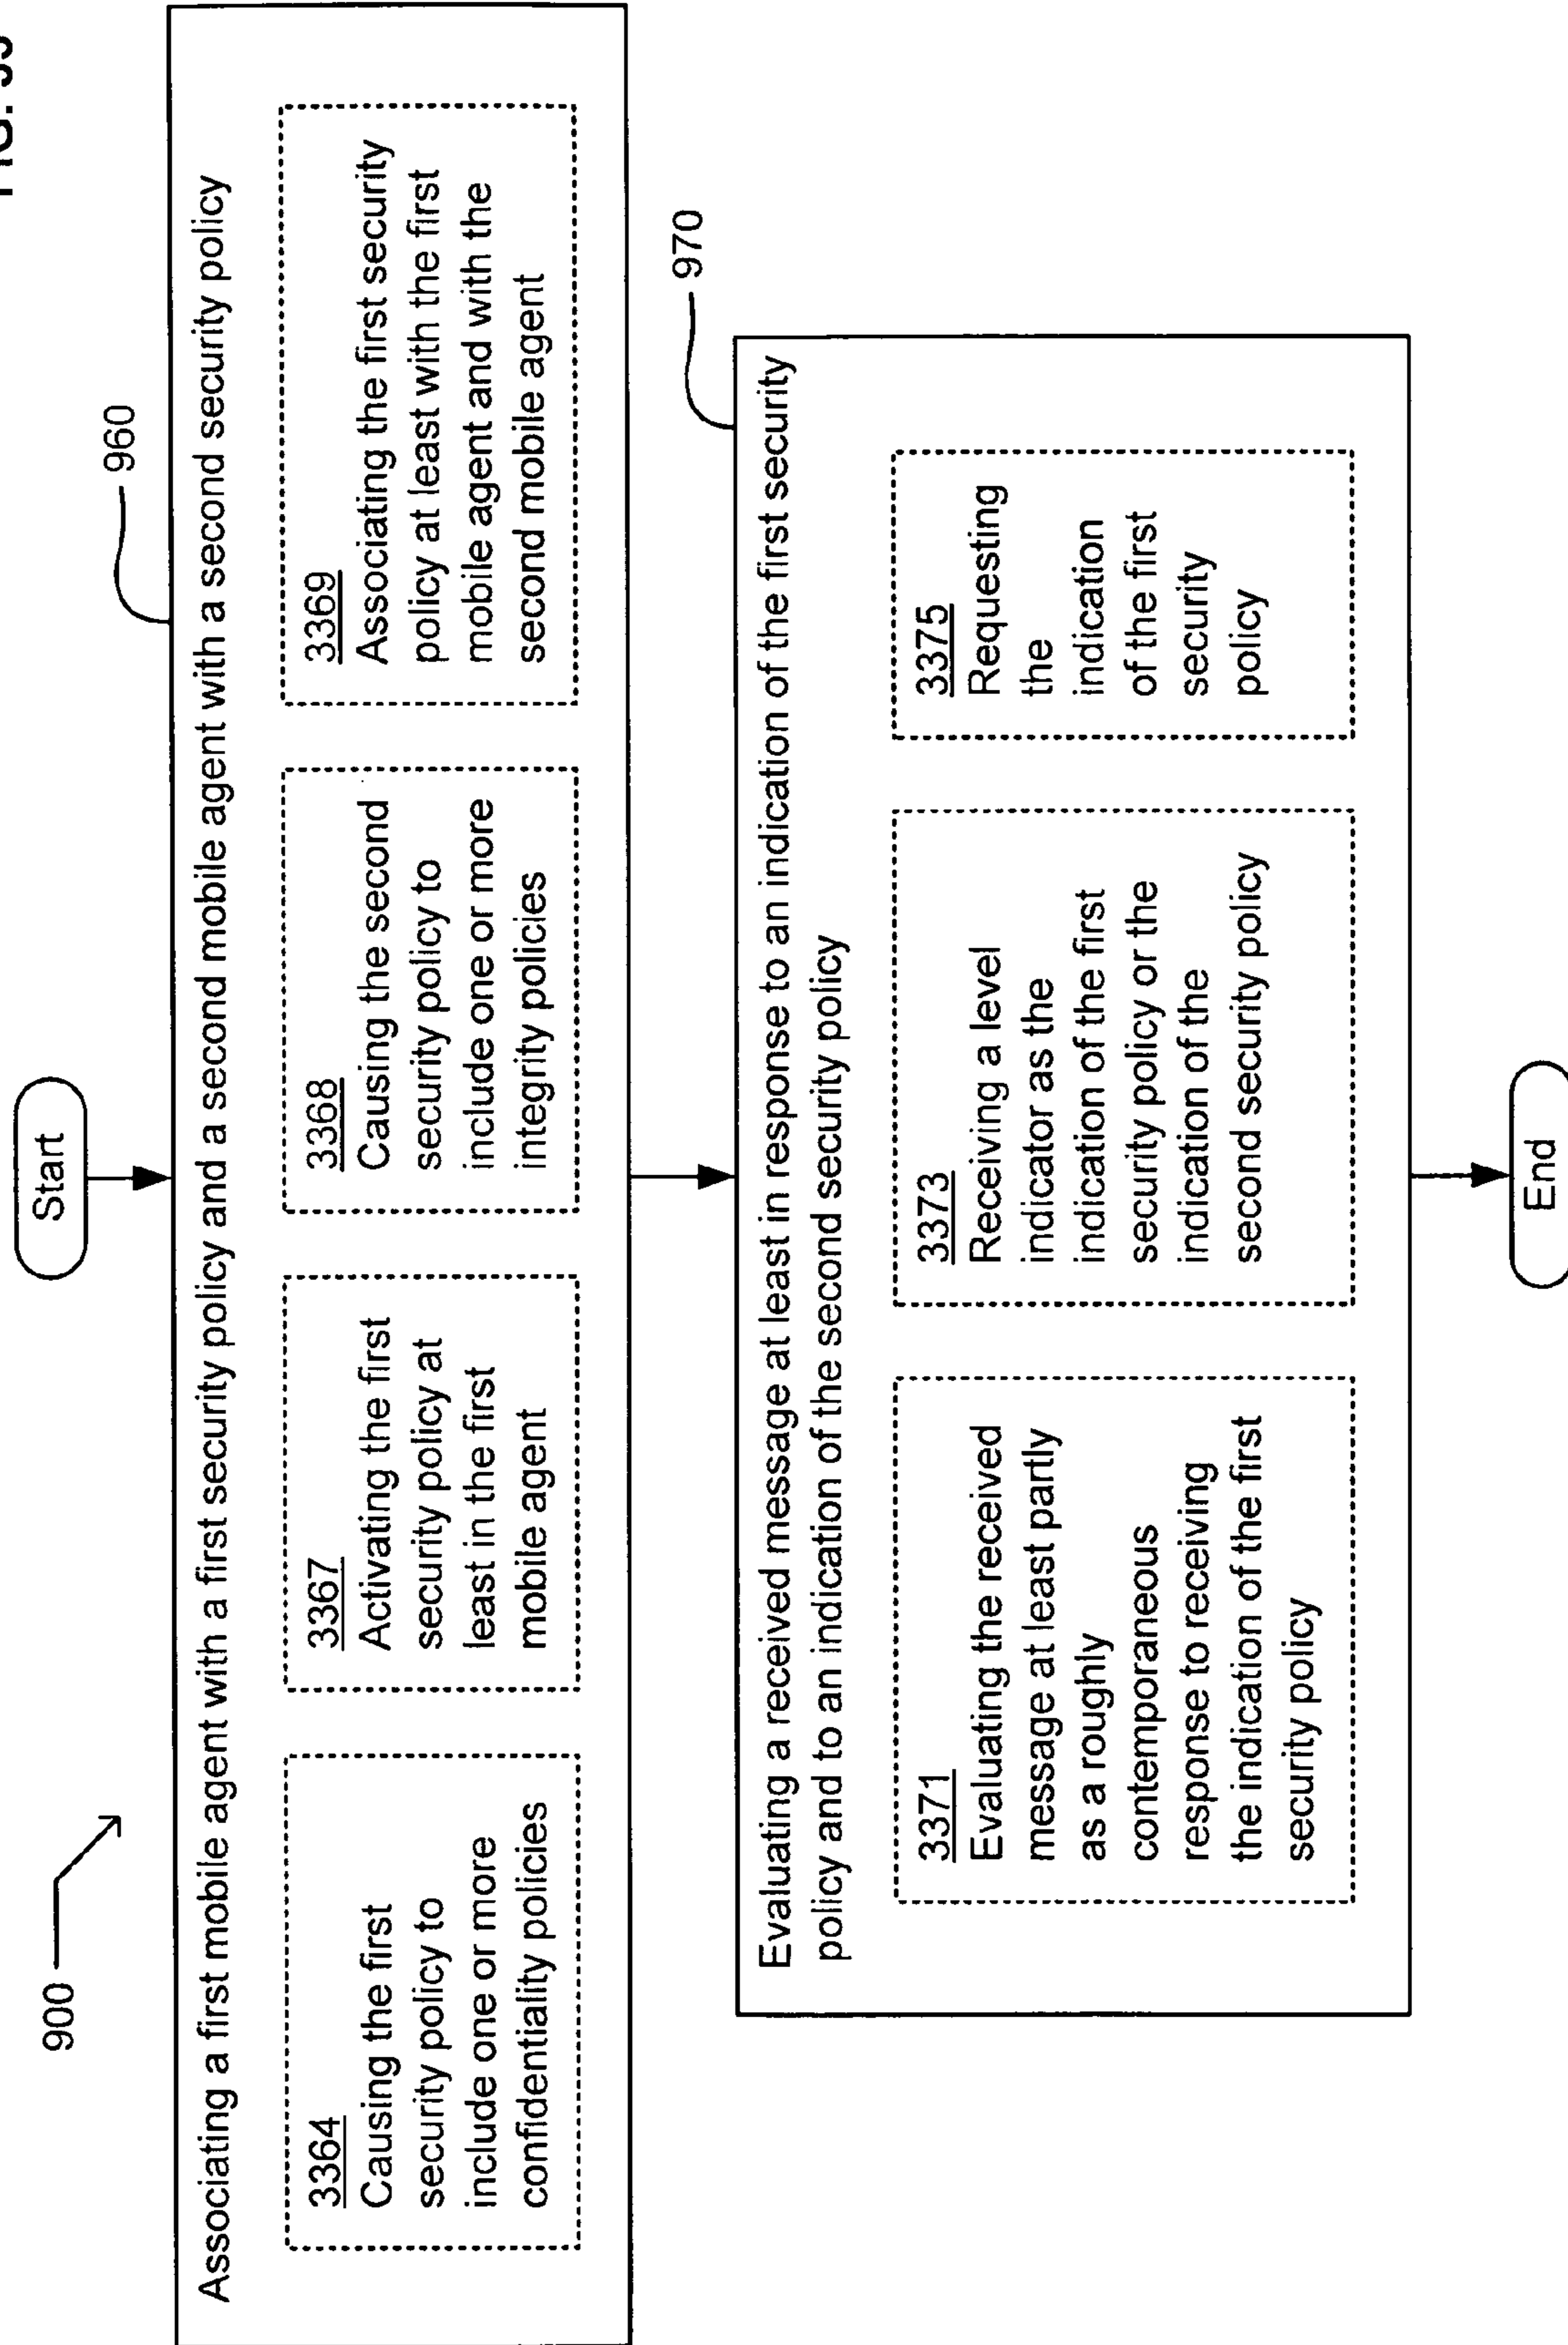 900
Start
960
Associating a first mobile agent with a first security policy and a second mobile agent with a second security policy
3364
Causing the first
security policy to
include one or more
confidentiality policies
3367
Activating the first
security policy at
least in the first
mobile agent
3368
Causing the second
security policy to
include one or more
integrity policies
3369
Associating the first security
policy at least with the first
mobile agent and with the
second mobile agent
970
Evaluating a received message at least in response to an indication of the first security
policy and to an indication of the second security policy
3371
Evaluating the received
message at least partly
as a roughly
contemporaneous
response to receiving
the indication of the first
security policy
3373
Receiving a level
indicator as the
indication of the first
security policy or the
indication of the
second security policy
3375
Requesting
the
indication
of the first
security
policy
End